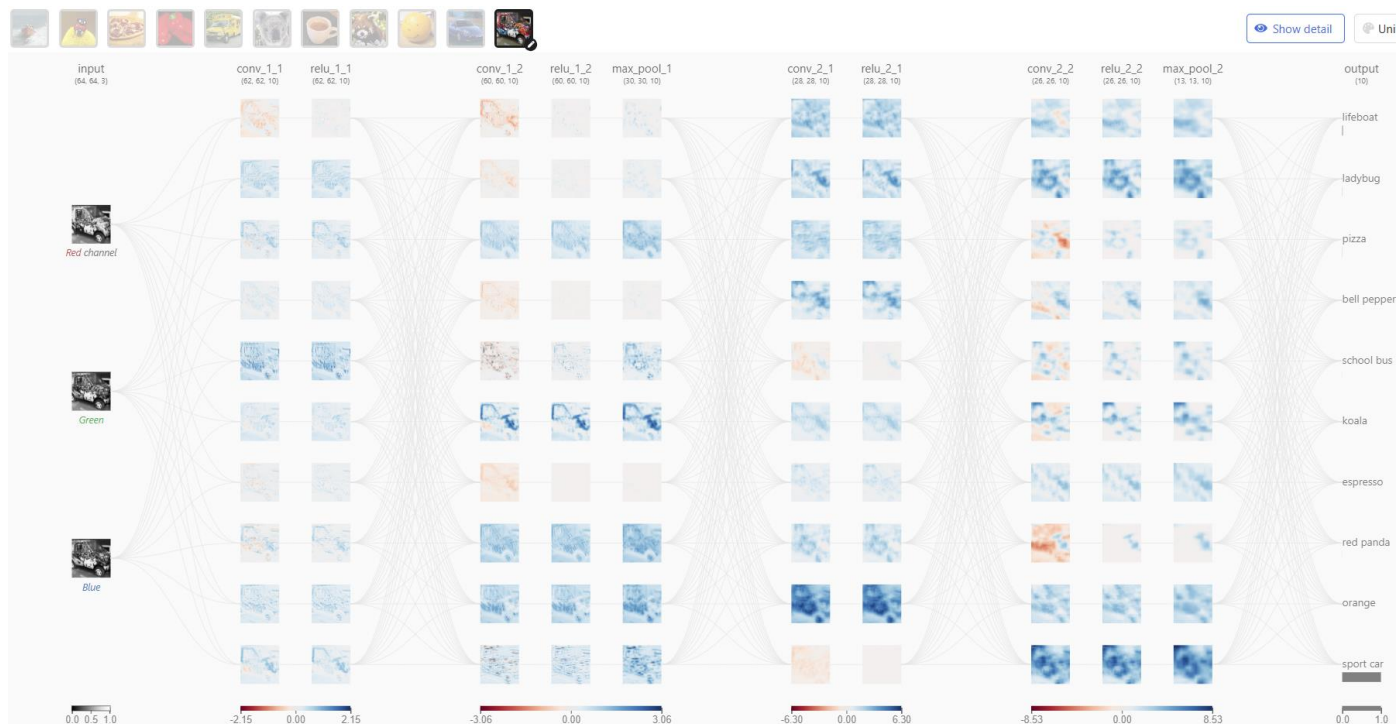 Show detail
Uni
input
(64, 64, 3)
conv_1_1
(62, 62, 10)
relu_1_1
(62, 62, 10)
conv_1_2
(60, 60, 10)
relu_1_2
(60, 60, 10)
max_pool_1
(30, 30, 10)
conv_2_1
(28, 28, 10)
relu_2_1
(28, 28, 10)
conv_2_2
(26, 26, 10)
relu_2_2
(26, 26, 10)
max_pool_2
(13, 13, 10)
output
(10)
lifeboat
ladybug
Red channel
pizza
bell pepper
school bus
Green
koala
espresso
red panda
Blue
orange
sport car
0.0 0.5 1.0
-2.15 0.00 2.15
-3.06 0.00 3.06
-6.30 0.00 6.30
-8.53 0.00 8.53
0.0 1.0